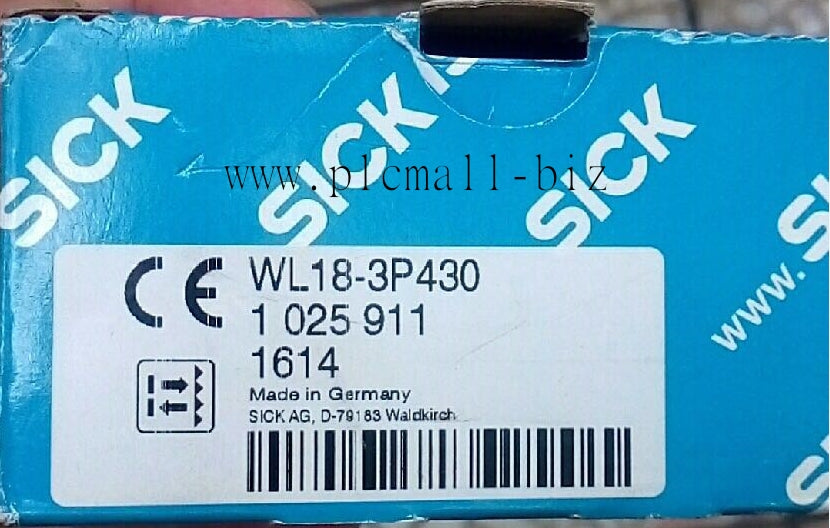 SICK
SICK
SICK
www.plcmall-biz
www.
CE
WL18-3P430
1 025 911
1614
Made in Germany
SICK AG, D-79183 Waldkirch